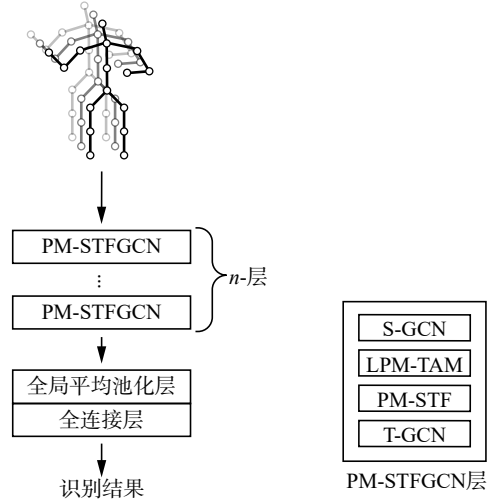 PM-STFGCN
⋮
PM-STFGCN
n-层
全局平均池化层
全连接层
识别结果
S-GCN
LPM-TAM
PM-STF
T-GCN
PM-STFGCN层